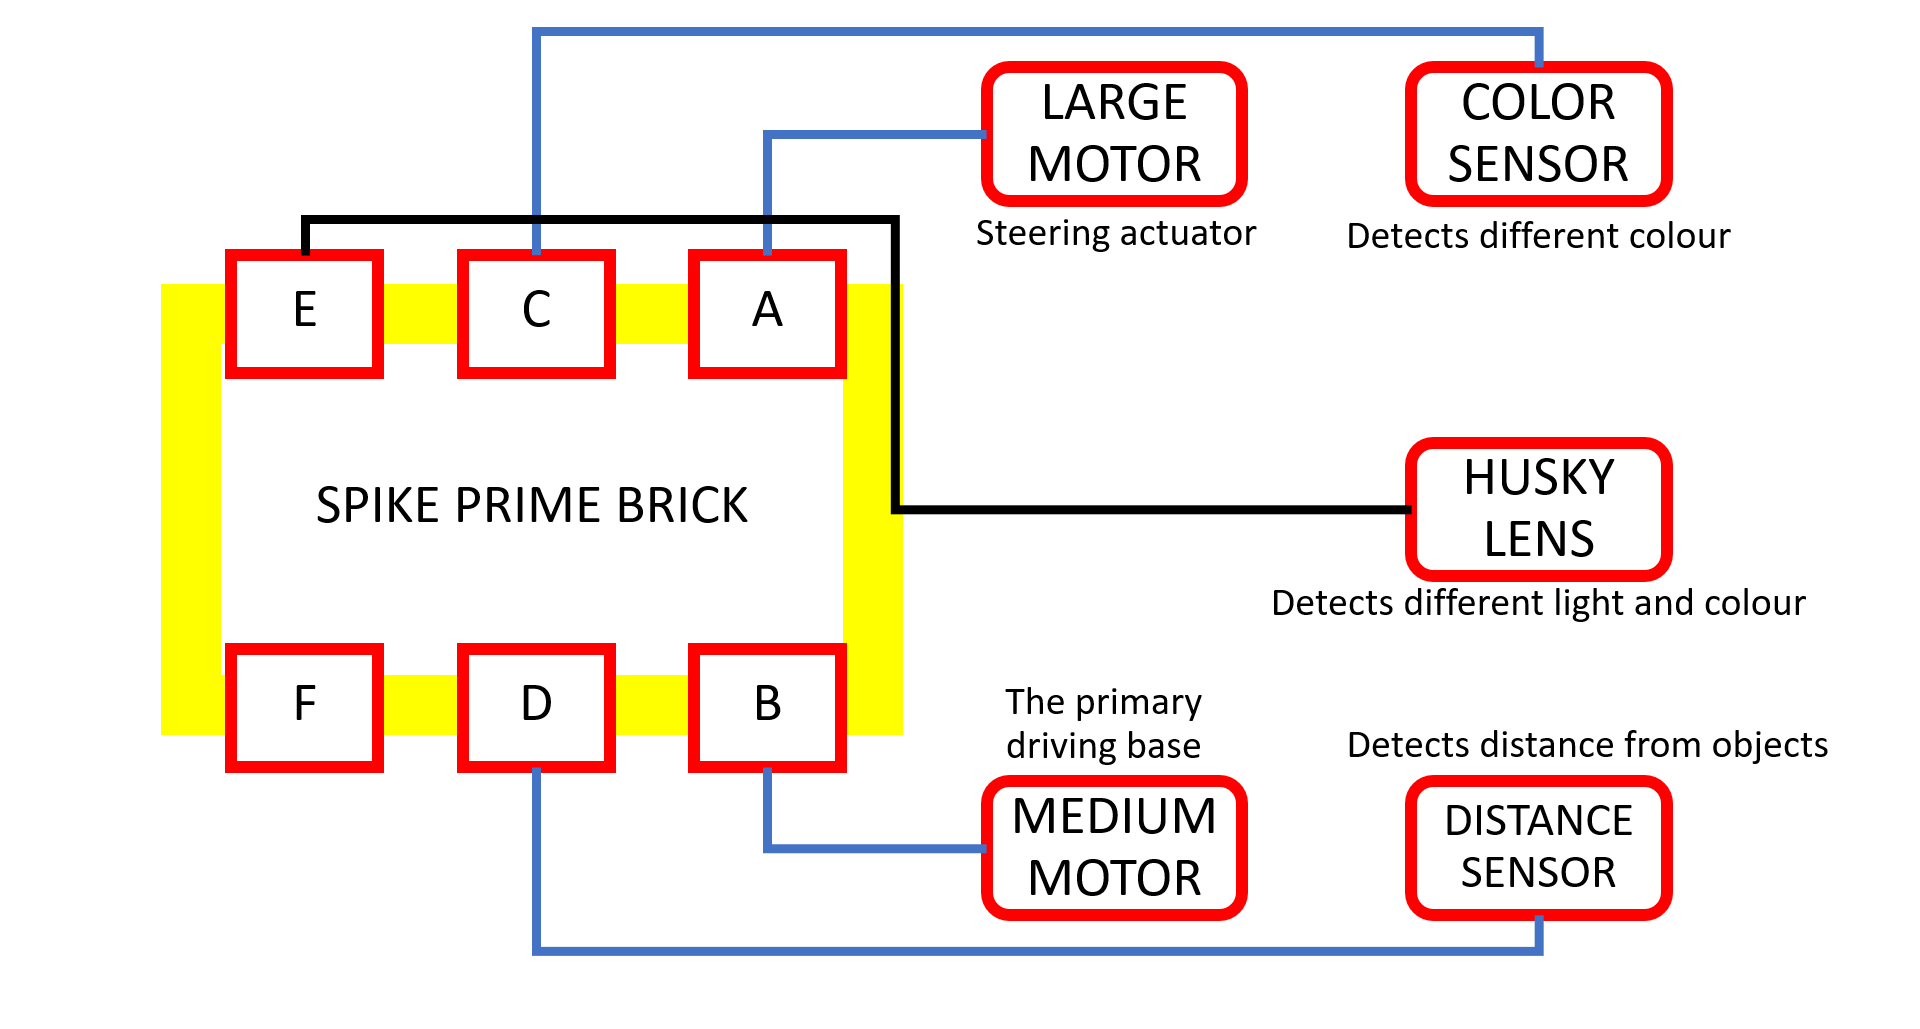 LARGE
MOTOR
Steering actuator
COLOR
SENSOR
Detects different colour
E
C
A
SPIKE PRIME BRICK
HUSKY
LENS
Detects different light and colour
F
D
B
The primary
driving base
MEDIUM
MOTOR
Detects distance from objects
DISTANCE
SENSOR